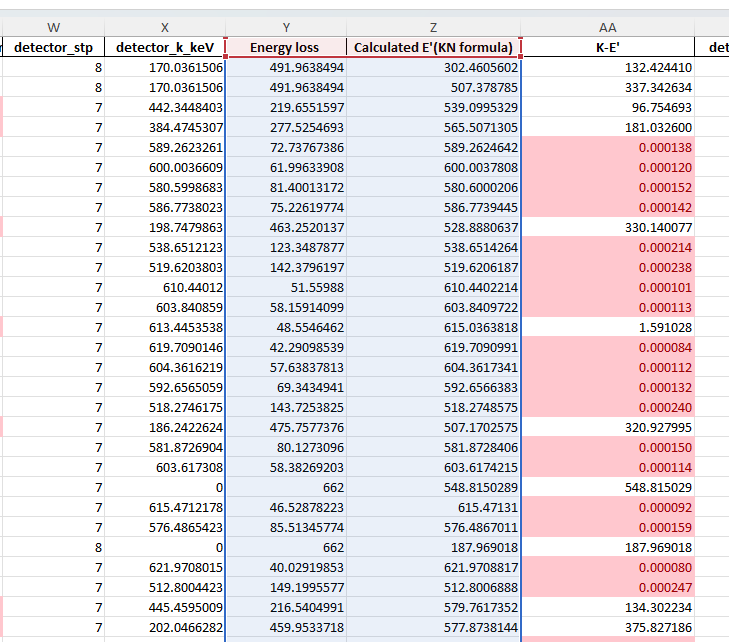 W X Y Z AA
detector_stp detector_k_keV Energy loss Calculated E'(KN formula) K-E' det
8 170.0361506 491.9638494 302.4605602 132.424410
8 170.0361506 491.9638494 507.378785 337.342634
7 442.3448403 219.6551597 539.0995329 96.754693
7 384.4745307 277.5254693 565.5071305 181.032600
7 589.2623261 72.73767386 589.2624642 0.000138
7 600.0036609 61.99633908 600.0037808 0.000120
7 580.5998683 81.40013172 580.6000206 0.000152
7 586.7738023 75.22619774 586.7739445 0.000142
7 198.7479863 463.2520137 528.8880637 330.140077
7 538.6512123 123.3487877 538.6514264 0.000214
7 519.6203803 142.3796197 519.6206187 0.000238
7 610.44012 51.55988 610.4402214 0.000101
7 603.840859 58.15914099 603.8409722 0.000113
7 613.4453538 48.5546462 615.0363818 1.591028
7 619.7090146 42.29098539 619.7090991 0.000084
7 604.3616219 57.63837813 604.3617341 0.000112
7 592.6565059 69.3434941 592.6566383 0.000132
7 518.2746175 143.7253825 518.2748575 0.000240
7 186.2422624 475.7577376 507.1702575 320.927995
7 581.8726904 80.1273096 581.8728406 0.000150
7 603.617308 58.38269203 603.6174215 0.000114
7 0 662 548.8150289 548.815029
7 615.4712178 46.52878223 615.47131 0.000092
7 576.4865423 85.51345774 576.4867011 0.000159
8 0 662 187.969018 187.969018
7 621.9708015 40.02919853 621.9708817 0.000080
7 512.8004423 149.1995577 512.8006888 0.000247
7 445.4595009 216.5404991 579.7617352 134.302234
7 202.0466282 459.9533718 577.8738144 375.827186